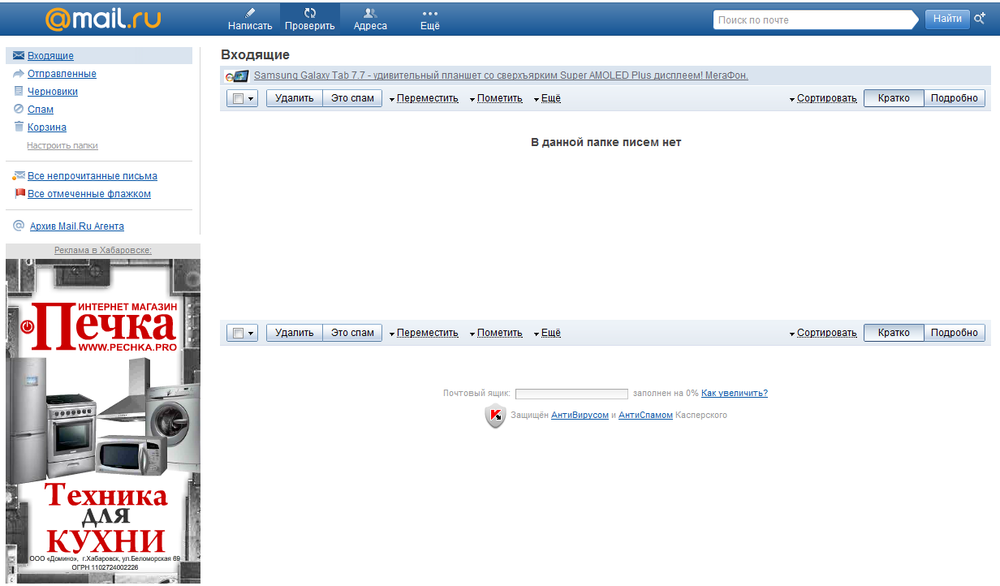 @mail.ru
Написать Проверить Адреса Ещё
Поиск по почте Найти
Входящие
Отправленные
Черновики
Спам
Корзина
Настроить папки
Все непрочитанные письма
Все отмеченные флажком
Архив Mail.Ru Агента
Реклама в Хабаровске:
ИНТЕРНЕТ МАГАЗИН
Печка
WWW.PECHKA.PRO
Техника
для
КУХНИ
ООО «Домино», г.Хабаровск, ул.Беломорская 69
ОГРН 1102724002226
Входящие
Samsung Galaxy Tab 7.7 - удивительный планшет со сверхъярким Super AMOLED Plus дисплеем! МегаФон.
Удалить Это спам Переместить Пометить Ещё Сортировать Кратко Подробно
В данной папке писем нет
Удалить Это спам Переместить Пометить Ещё Сортировать Кратко Подробно
Почтовый ящик: заполнен на 0% Как увеличить?
Защищён АнтиВирусом и АнтиСпамом Касперского